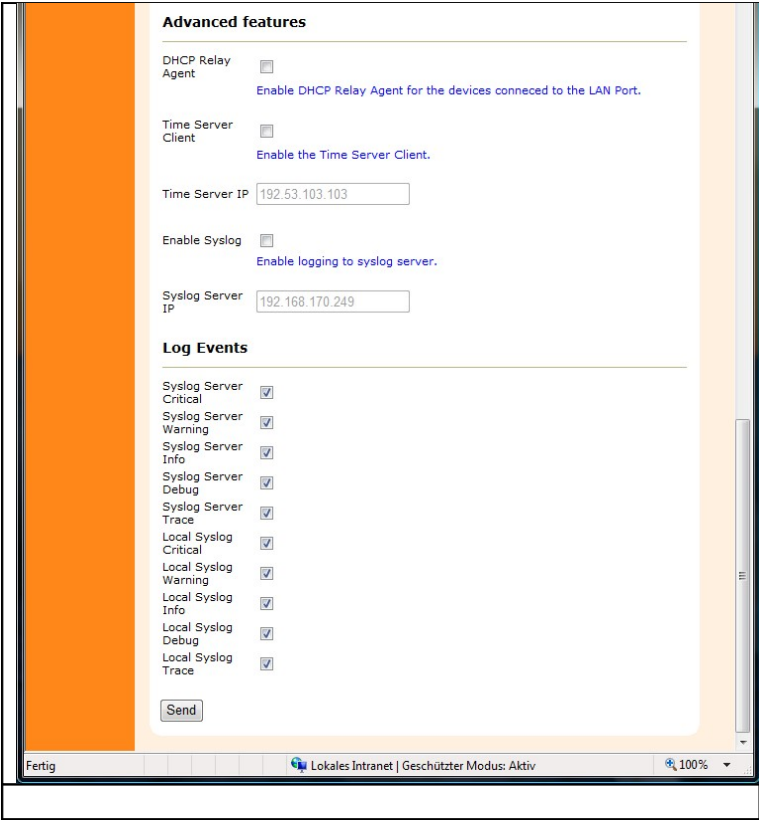 Advanced features
DHCP Relay
Agent
Enable DHCP Relay Agent for the devices conneced to the LAN Port.
Time Server
Client
Enable the Time Server Client.
Time Server IP 192.53.103.103
Enable Syslog
Enable logging to syslog server.
Syslog Server
IP
192.168.170.249
Log Events
Syslog Server
Critical
Syslog Server
Warning
Syslog Server
Info
Syslog Server
Debug
Syslog Server
Trace
Local Syslog
Critical
Local Syslog
Warning
Local Syslog
Info
Local Syslog
Debug
Local Syslog
Trace
Send
Fertig Lokales Intranet | Geschützter Modus: Aktiv 100%